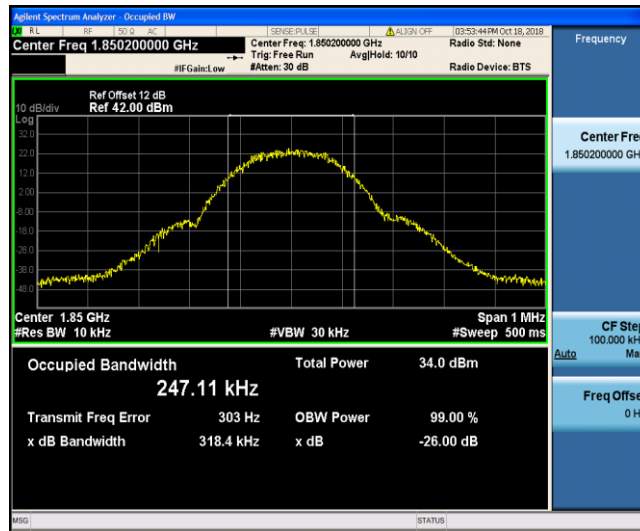 Agilent Spectrum Analyzer - Occupied BW
RL RF 50 Ω AC SENSE:PULSE ALIGN OFF 03:53:44 PM Oct 18, 2018
Center Freq 1.850200000 GHz Center Freq: 1.850200000 GHz Radio Std: None Frequency
Trig: Free Run Avg|Hold: 10/10
#IFGain:Low #Atten: 30 dB Radio Device: BTS
Ref Offset 12 dB
10 dB/div Ref 42.00 dBm
Log
32.0
22.0
12.0
2.00
-8.00
-18.0
-28.0
-38.0
-48.0
Center Freq
1.850200000 GH
Center 1.85 GHz Span 1 MHz
#Res BW 10 kHz #VBW 30 kHz #Sweep 500 ms
CF Step
100.000 kH
Auto Ma
Occupied Bandwidth Total Power 34.0 dBm
247.11 kHz
Freq Offse
0 H
Transmit Freq Error 303 Hz OBW Power 99.00 %
x dB Bandwidth 318.4 kHz x dB -26.00 dB
MSG STATUS